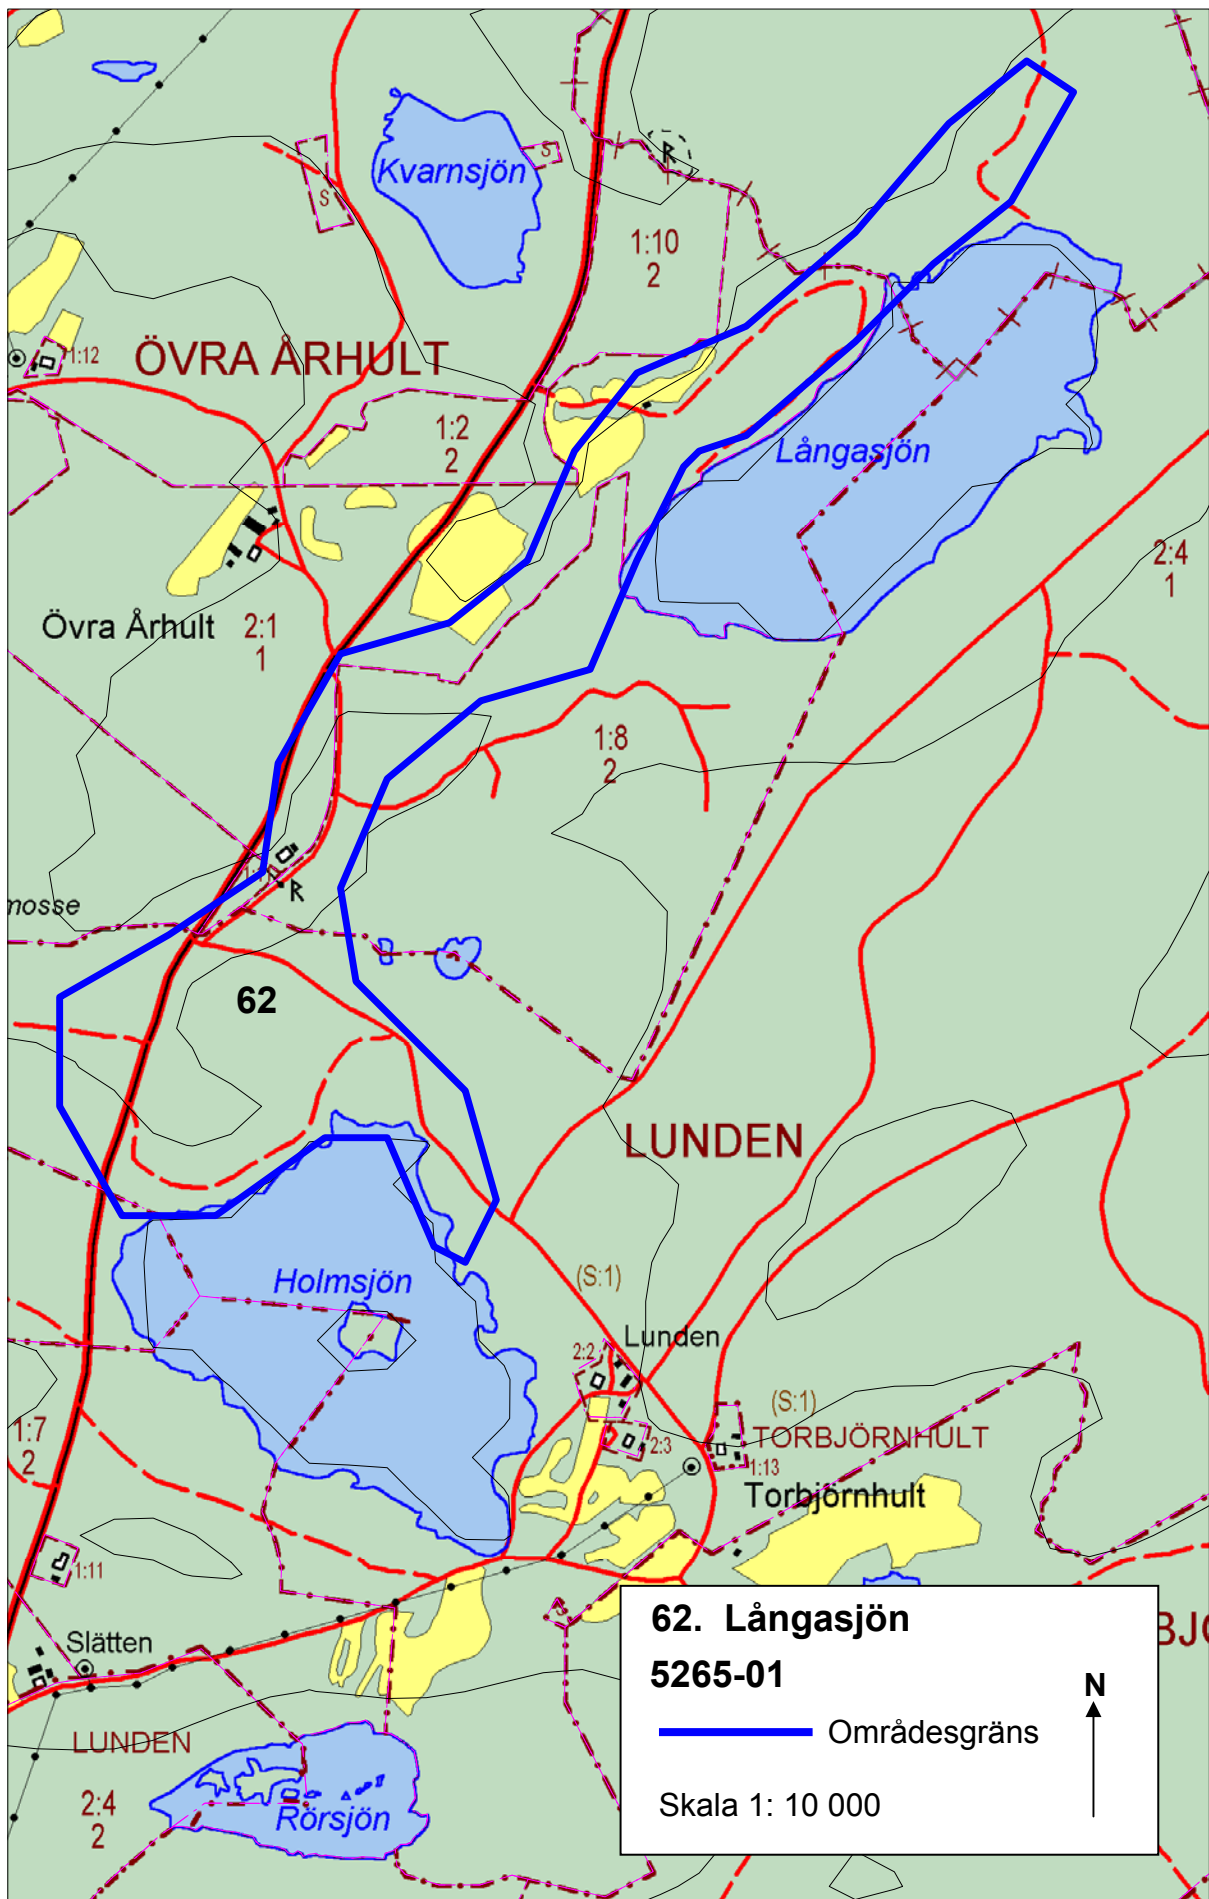 Kvarnsjön
S
S
R
1:10
2
1:12
ÖVRA ÅRHULT
1:2
2
Långasjön
2:4
1
Övra Århult
2:1
1
1:8
2
R
mosse
62
LUNDEN
Holmsjön
(S:1)
Lunden
2:2
(S:1)
1:7
2
2:3
TORBJÖRNHULT
1:13
Torbjörnhult
1:11
Slätten
62. Långasjön
BJÖ
5265-01
N
LUNDEN
Områdesgräns
2:4
2
Rörsjön
Skala 1: 10 000